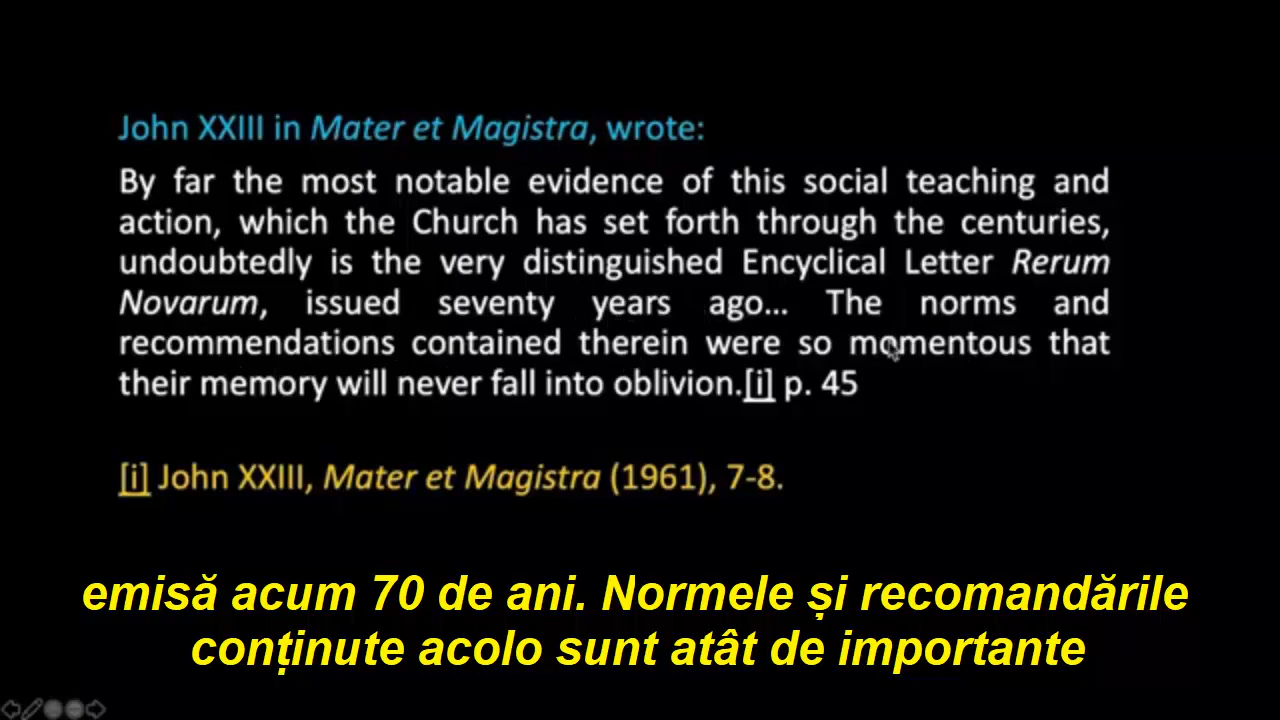 John XXIII in Mater et Magistra, wrote:
By far the most notable evidence of this social teaching and
action, which the Church has set forth through the centuries,
undoubtedly is the very distinguished Encyclical Letter Rerum
Novarum, issued seventy years ago... The norms and
recommendations contained therein were so momentous that
their memory will never fall into oblivion.[i] p. 45
[i] John XXIII, Mater et Magistra (1961), 7-8.
emisă acum 70 de ani. Normele și recomandările
conținute acolo sunt atât de importante